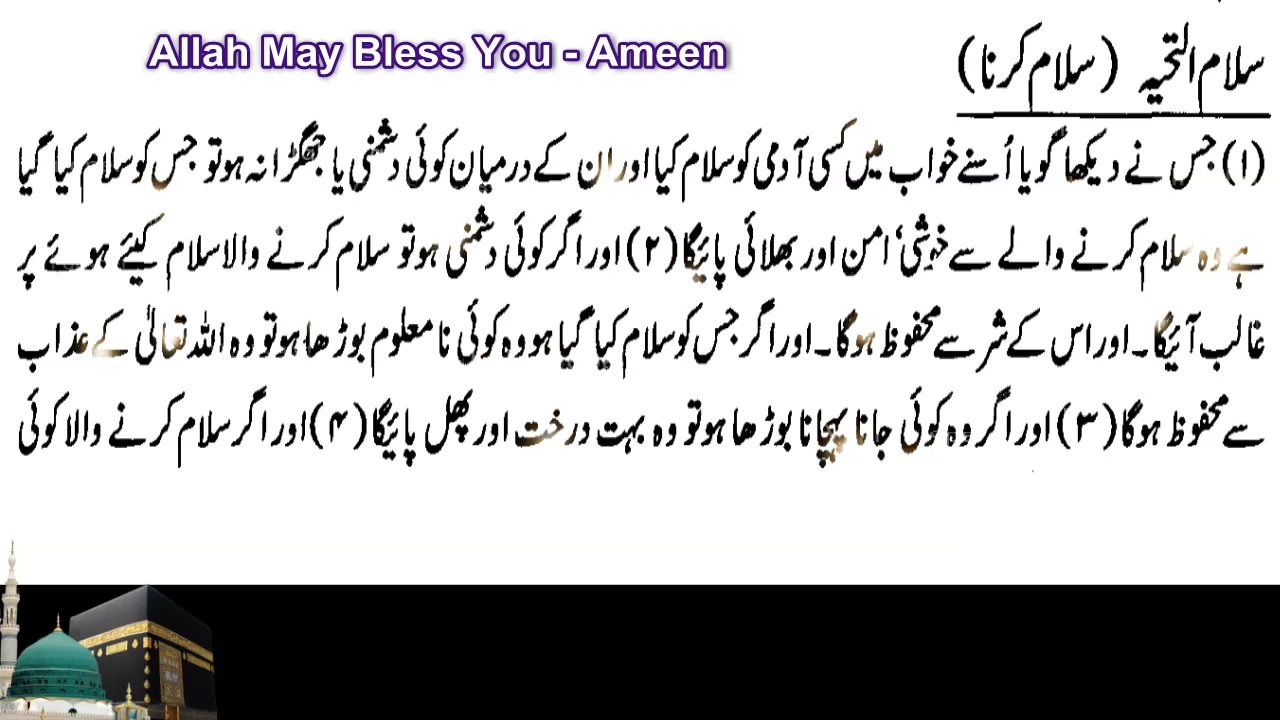 Allah May Bless You - Ameen
سلام التحیہ (سلام کرنا)
(۱) جس نے دیکھا گویا اُسنے خواب میں کسی آدمی کو سلام کیا اور ان کے درمیان کوئی دشمنی یا جھگڑا نہ ہو تو جس کو سلام کیا گیا
ہے وہ سلام کرنے والے سے خوشی‘ امن اور بھلائی پائیگا (۲) اور اگر کوئی دشمنی ہو تو سلام کرنے والا سلام کیئے ہوئے پر
غالب آئیگا۔ اور اس کے شر سے محفوظ ہوگا۔ اور اگر جس کو سلام کیا گیا ہو وہ کوئی نا معلوم بوڑھا ہو تو وہ اللہ تعالیٰ کے عذاب
سے محفوظ ہوگا (۳) اور اگر وہ کوئی جانا پہچانا بوڑھا ہو تو وہ بہت درخت اور پھل پائیگا (۴) اور اگر سلام کرنے والا کوئی